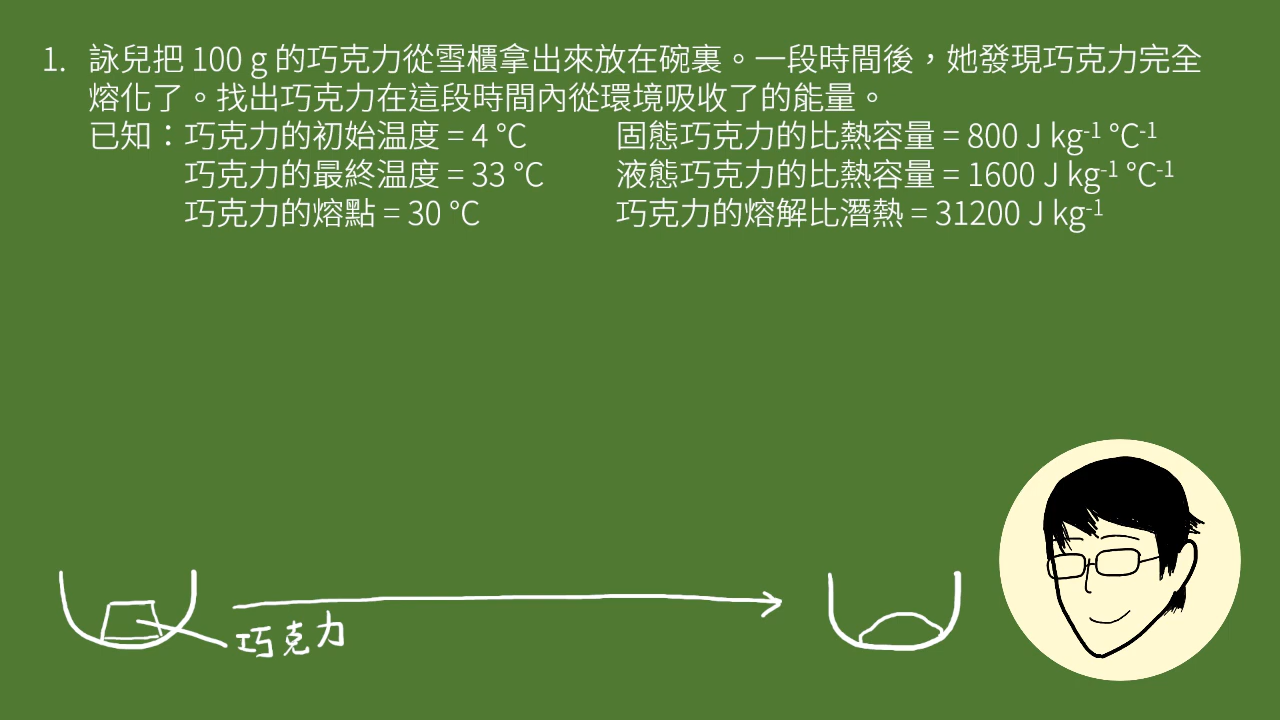 1. 詠兒把 100 g 的巧克力從雪櫃拿出來放在碗裏。一段時間後，她發現巧克力完全
熔化了。找出巧克力在這段時間內從環境吸收了的能量。
已知：巧克力的初始温度 = 4 °C 固態巧克力的比熱容量 = 800 J kg⁻¹ °C⁻¹
巧克力的最終温度 = 33 °C 液態巧克力的比熱容量 = 1600 J kg⁻¹ °C⁻¹
巧克力的熔點 = 30 °C 巧克力的熔解比潛熱 = 31200 J kg⁻¹
巧克力